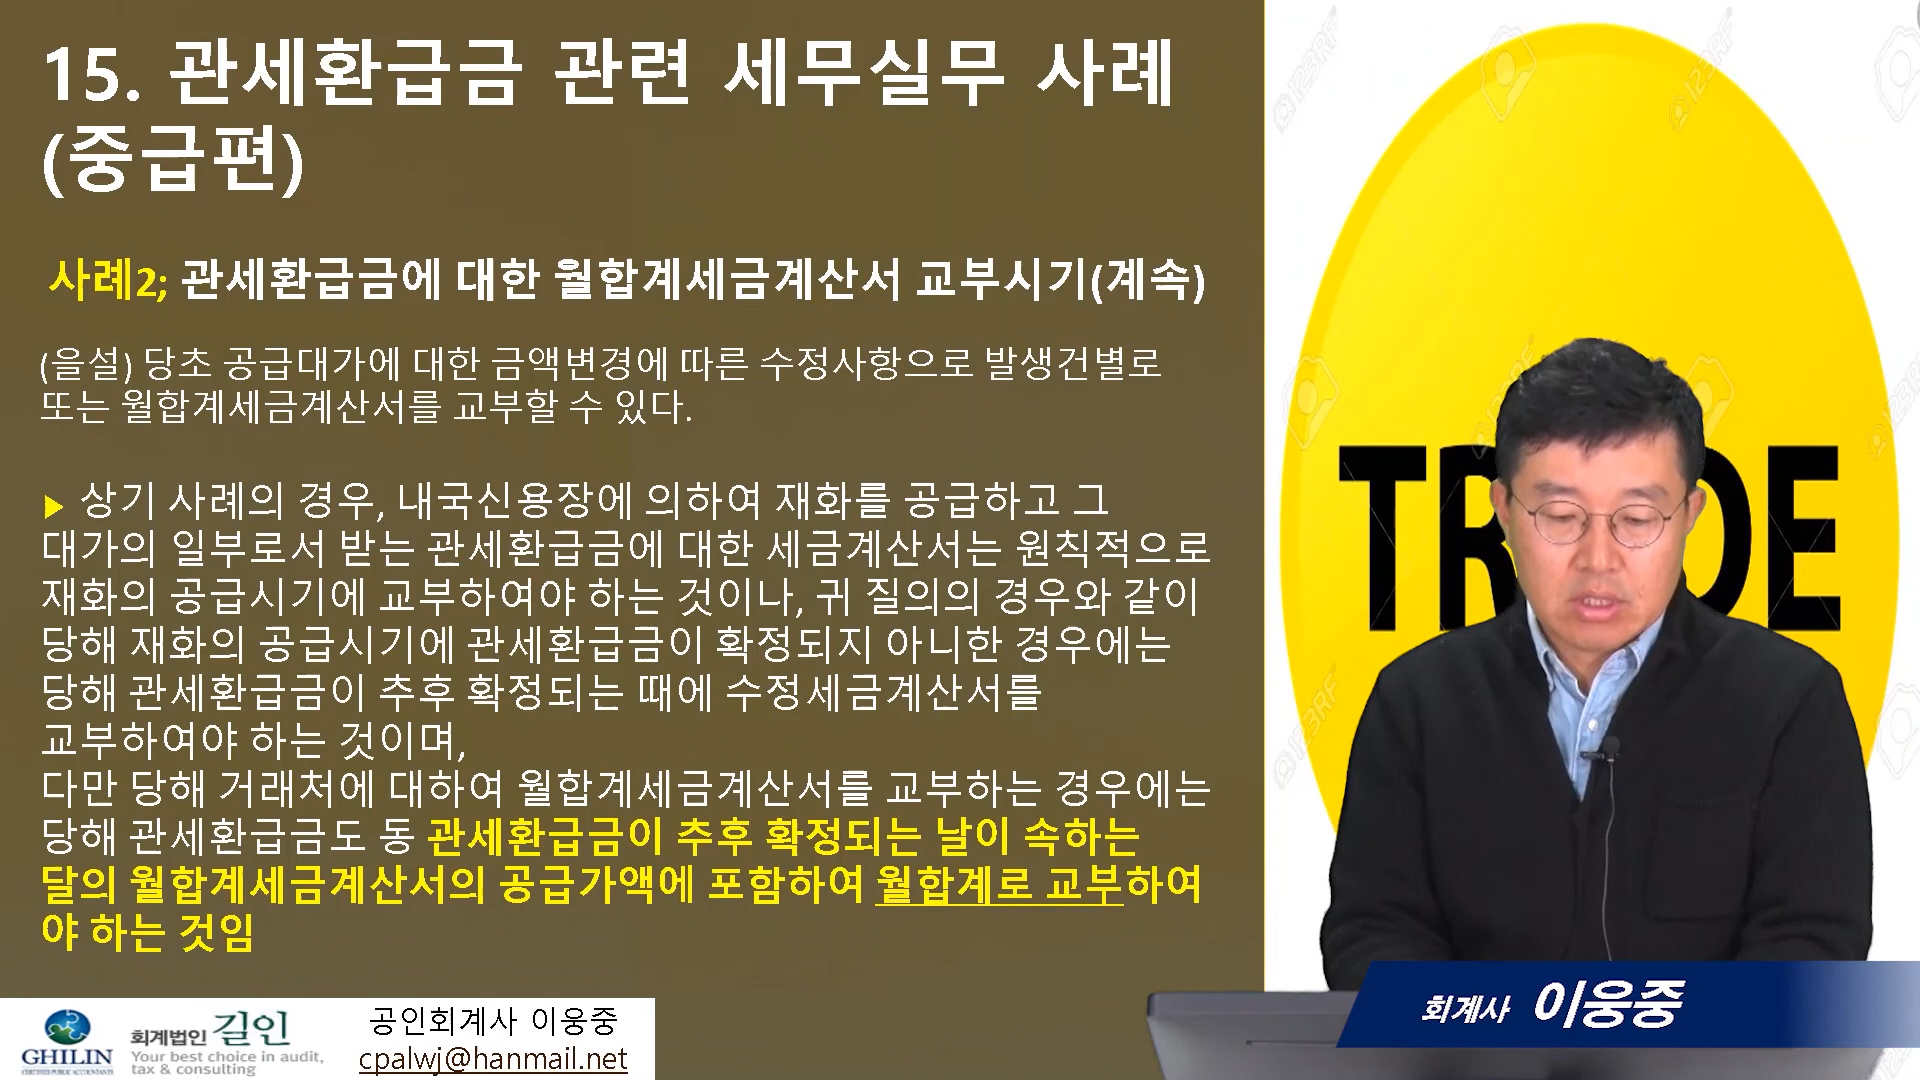 15. 관세환급금 관련 세무실무 사례
(중급편)
사례2; 관세환급금에 대한 월합계세금계산서 교부시기(계속)
(을설) 당초 공급대가에 대한 금액변경에 따른 수정사항으로 발생건별로
또는 월합계세금계산서를 교부할 수 있다.
▶ 상기 사례의 경우, 내국신용장에 의하여 재화를 공급하고 그
대가의 일부로서 받는 관세환급금에 대한 세금계산서는 원칙적으로
재화의 공급시기에 교부하여야 하는 것이나, 귀 질의의 경우와 같이
당해 재화의 공급시기에 관세환급금이 확정되지 아니한 경우에는
당해 관세환급금이 추후 확정되는 때에 수정세금계산서를
교부하여야 하는 것이며,
다만 당해 거래처에 대하여 월합계세금계산서를 교부하는 경우에는
당해 관세환급금도 동 관세환급금이 추후 확정되는 날이 속하는
달의 월합계세금계산서의 공급가액에 포함하여 월합계로 교부하여
야 하는 것임
TR DE
123RF
회계사 이웅중
GHILIN
CERTIFIED PUBLIC ACCOUNTANTS
회계법인 길인
Your best choice in audit,
tax & consulting
공인회계사 이웅중
cpalwj@hanmail.net